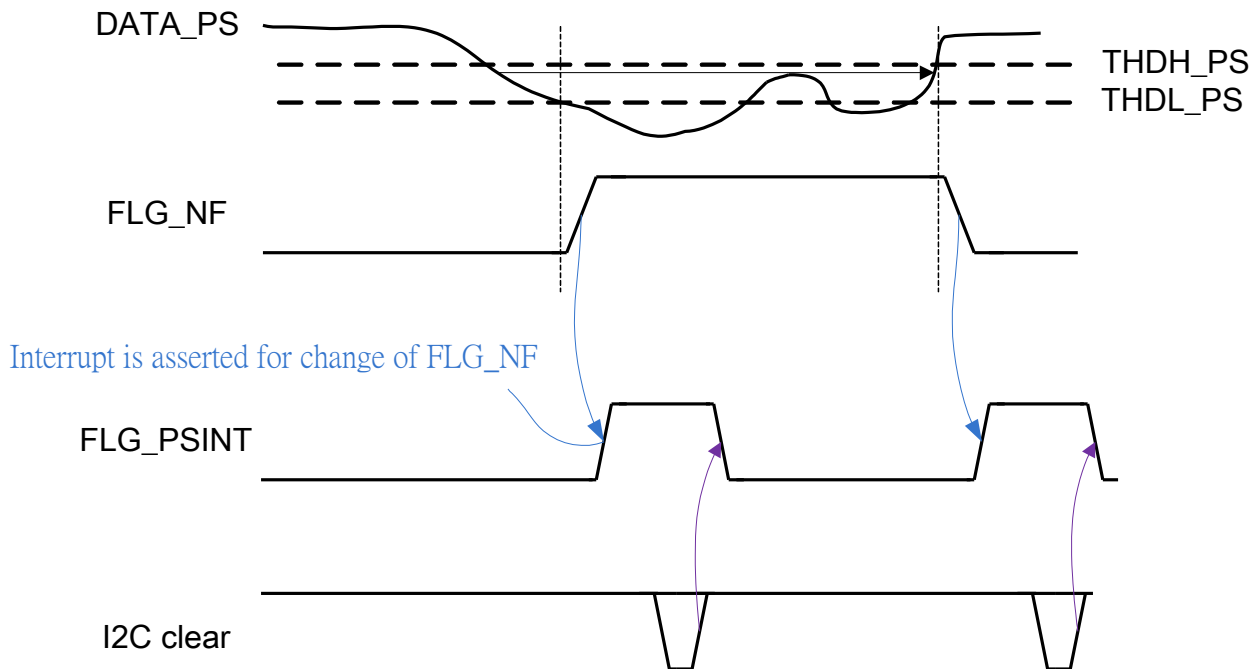 DATA_PS
THDH_PS
THDL_PS
FLG_NF
Interrupt is asserted for change of FLG_NF
FLG_PSINT
I2C clear